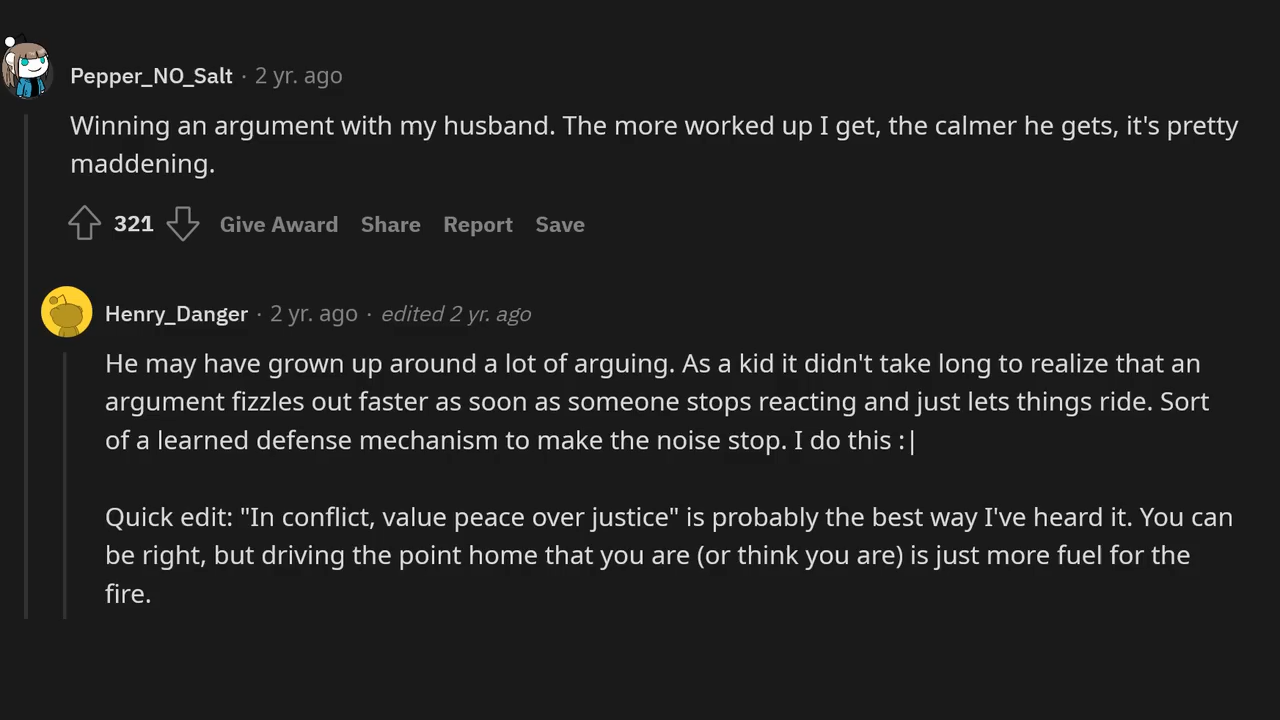 Pepper_NO_Salt · 2 yr. ago
Winning an argument with my husband. The more worked up I get, the calmer he gets, it's pretty
maddening.
321 Give Award Share Report Save
Henry_Danger · 2 yr. ago · edited 2 yr. ago
He may have grown up around a lot of arguing. As a kid it didn't take long to realize that an
argument fizzles out faster as soon as someone stops reacting and just lets things ride. Sort
of a learned defense mechanism to make the noise stop. I do this :|
Quick edit: "In conflict, value peace over justice" is probably the best way I've heard it. You can
be right, but driving the point home that you are (or think you are) is just more fuel for the
fire.